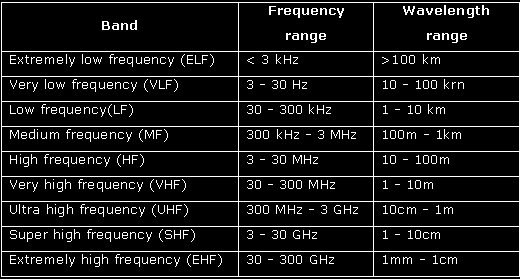 Band Frequency range Wavelength range
Extremely low frequency (ELF) < 3 kHz >100 km
Very low frequency (VLF) 3 - 30 Hz 10 - 100 krn
Low frequency(LF) 30 - 300 kHz 1 - 10 km
Medium frequency (MF) 300 kHz - 3 MHz 100m - 1km
High frequency (HF) 3 - 30 MHz 10 - 100m
Very high frequency (VHF) 30 - 300 MHz 1 - 10m
Ultra high frequency (UHF) 300 MHz - 3 GHz 10cm - 1m
Super high frequency (SHF) 3 - 30 GHz 1 - 10cm
Extremely high frequency (EHF) 30 - 300 GHz 1mm - 1cm